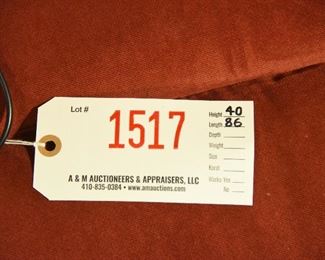 Lot #
1517
Height 40
Length 86
Depth
Weight
Size
Karat
Marks Yes
No
A & M AUCTIONEERS & APPRAISERS, LLC
410-835-0384 • www.amauctions.com